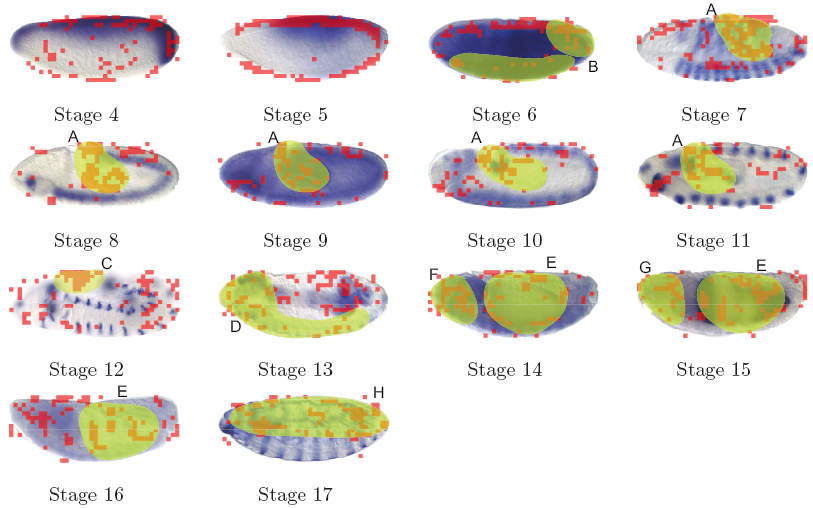 A
B
Stage 4 Stage 5 Stage 6 Stage 7
A A A A
Stage 8 Stage 9 Stage 10 Stage 11
C D F E G E
Stage 12 Stage 13 Stage 14 Stage 15
E H
Stage 16 Stage 17